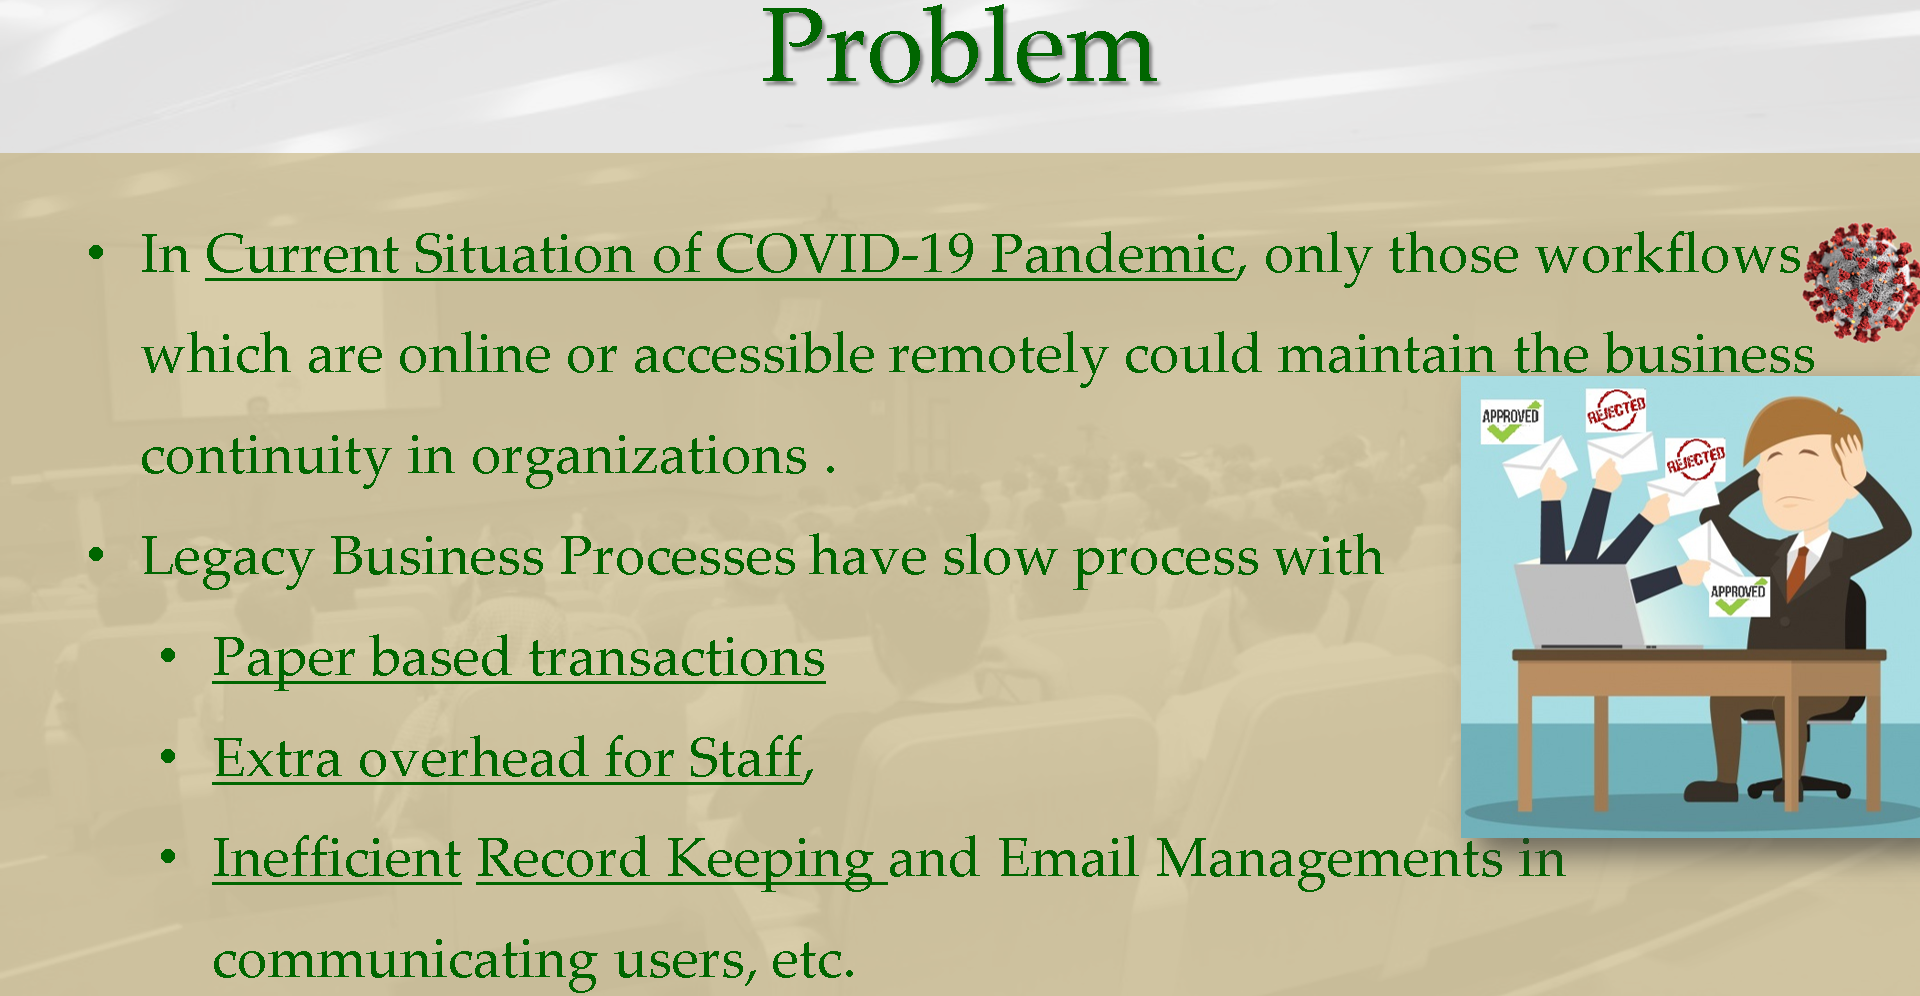 Problem
• In Current Situation of COVID-19 Pandemic, only those workflows
which are online or accessible remotely could maintain the business
continuity in organizations .
• Legacy Business Processes have slow process with
• Paper based transactions
• Extra overhead for Staff,
• Inefficient Record Keeping and Email Managements in
communicating users, etc.
APPROVED
REJECTED
REJECTED
APPROVED